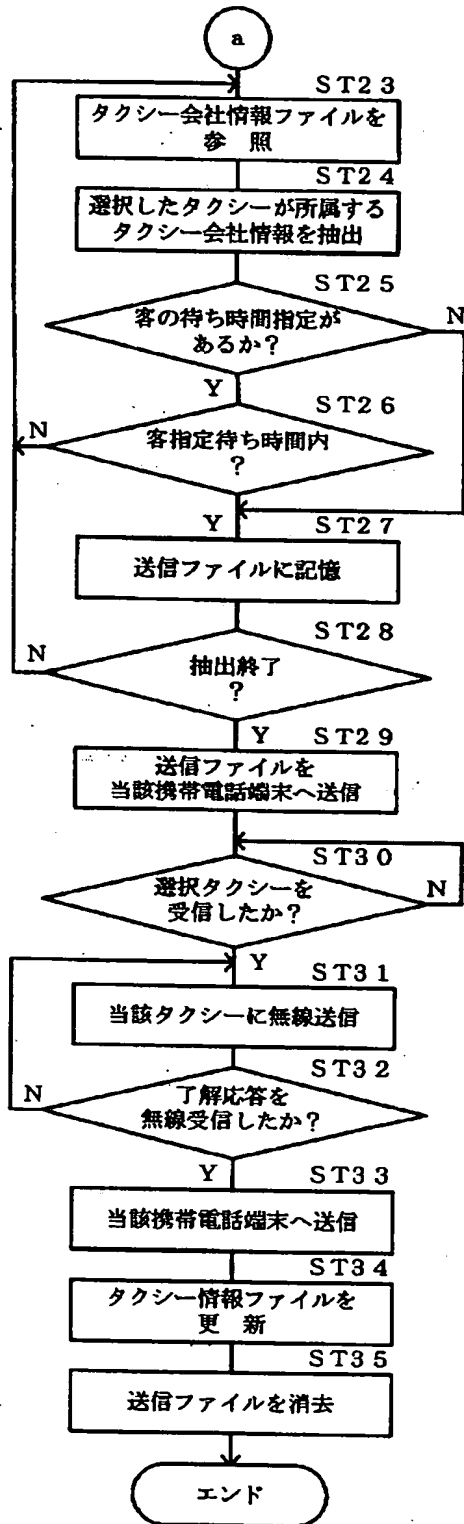 a
ST23
タクシー会社情報ファイルを
参 照
ST24
選択したタクシーが所属する
タクシー会社情報を抽出
ST25
客の待ち時間指定が
あるか?
N
Y
ST26
N
客指定待ち時間内
?
Y
ST27
送信ファイルに記憶
ST28
N
抽出終了
?
Y
ST29
送信ファイルを
当該携帯電話端末へ送信
ST30
選択タクシーを
受信したか?
N
Y
ST31
当該タクシーに無線送信
ST32
N
了解応答を
無線受信したか?
Y
ST33
当該携帯電話端末へ送信
ST34
タクシー情報ファイルを
更 新
ST35
送信ファイルを消去
エンド